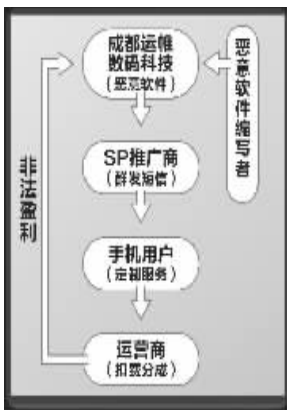 成都运帷
数码科技
(恶意软件)
恶意软件编写者
SP推广商
(群发短信)
非法盈利
手机用户
(定制服务)
运营商
(扣费分成)